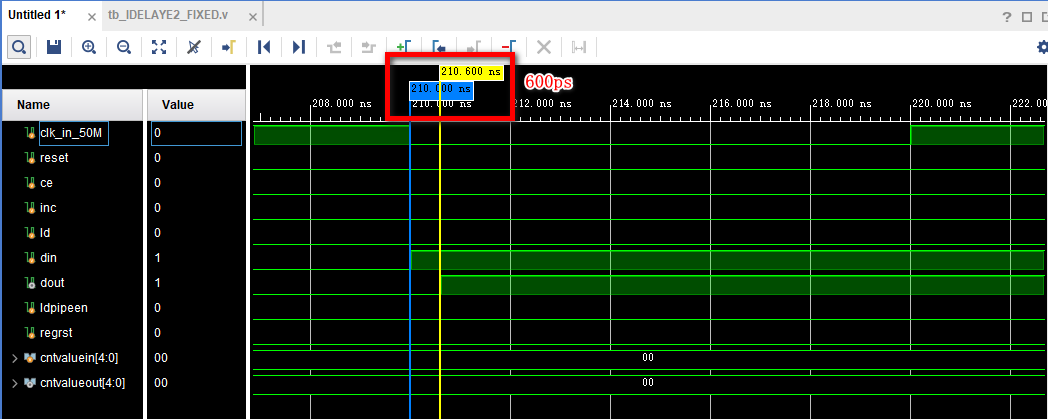 Untitled 1* ×
tb_IDELAYE2_FIXED.v ×
?
210.600 ns
600ps
210.000 ns
Name
Value
208.000 ns
210.000 ns
212.000 ns
214.000 ns
216.000 ns
218.000 ns
220.000 ns
222.00
clk_in_50M 0
reset 0
ce 0
inc 0
ld 0
din 1
dout 1
ldpipeen 0
regrst 0
cntvaluein[4:0] 00 00
cntvalueout[4:0] 00 00